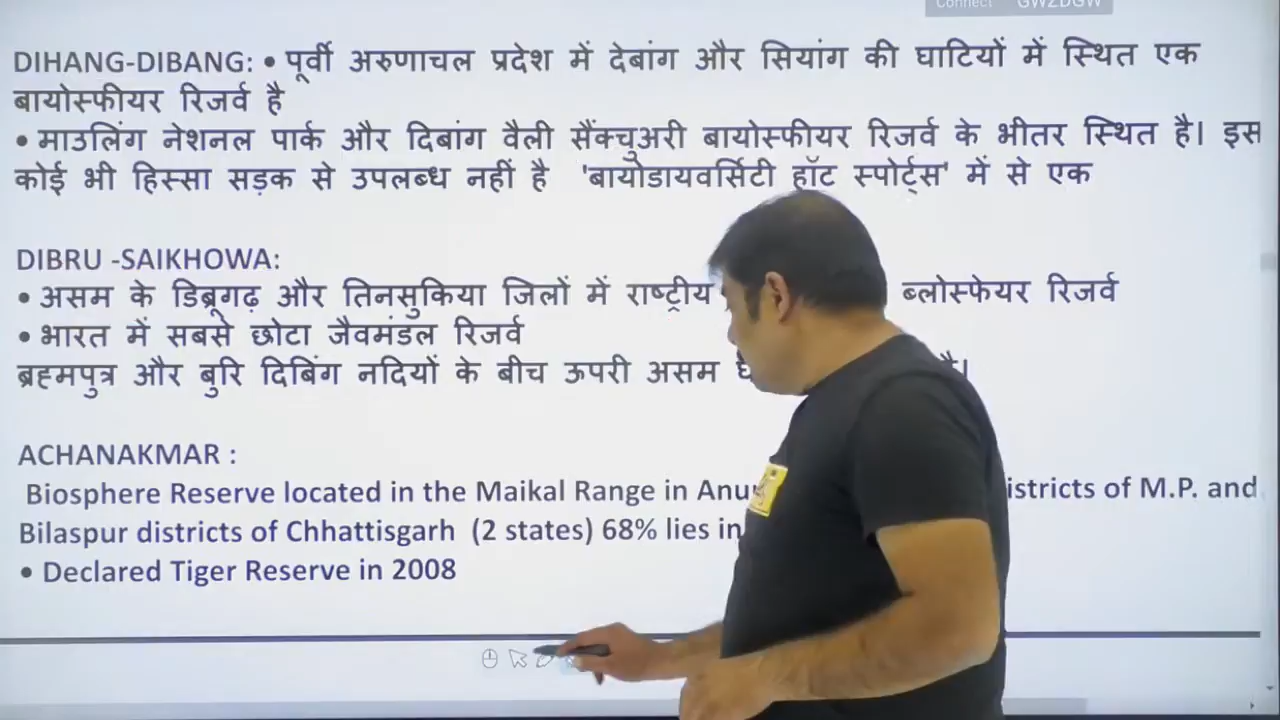 Connect GWZDGW
DIHANG-DIBANG: • पूर्वी अरुणाचल प्रदेश में देबांग और सियांग की घाटियों में स्थित एक
बायोस्फीयर रिजर्व है
• माउलिंग नेशनल पार्क और दिबांग वैली सैंक्चुअरी बायोस्फीयर रिजर्व के भीतर स्थित है। इस
कोई भी हिस्सा सड़क से उपलब्ध नहीं है 'बायोडायवर्सिटी हॉट स्पोर्ट्स' में से एक
DIBRU -SAIKHOWA:
• असम के डिब्रूगढ़ और तिनसुकिया जिलों में राष्ट्रीय ब्लोस्फेयर रिजर्व
• भारत में सबसे छोटा जैवमंडल रिजर्व
ब्रह्मपुत्र और बुरि दिबिंग नदियों के बीच ऊपरी असम है।
ACHANAKMAR :
Biosphere Reserve located in the Maikal Range in istricts of M.P. and
Bilaspur districts of Chhattisgarh (2 states) 68% lies in
• Declared Tiger Reserve in 2008